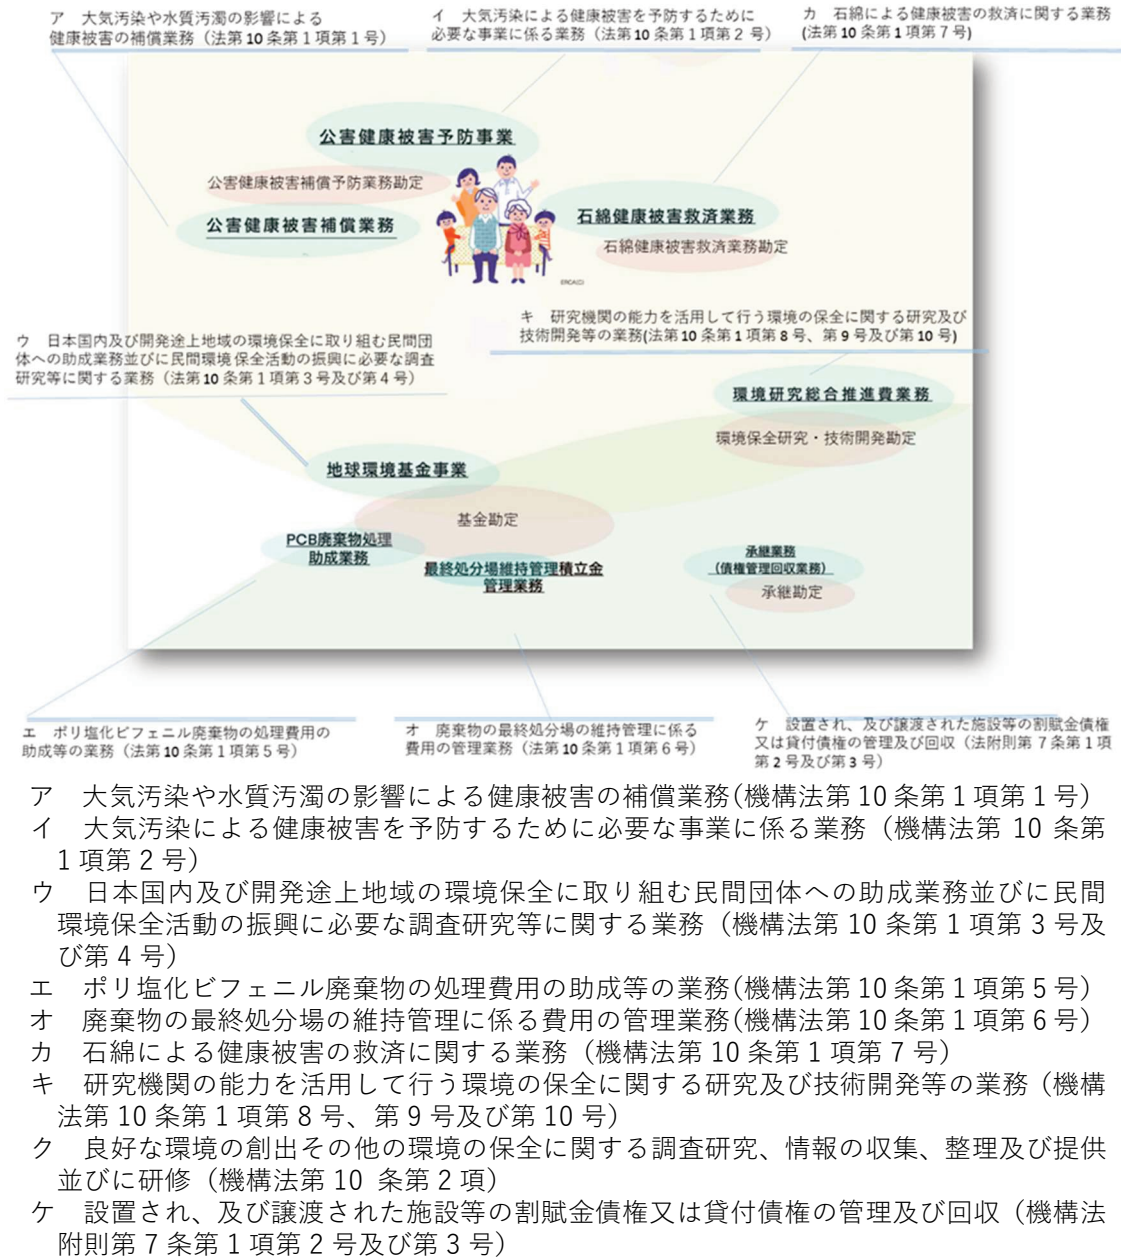 ア　大気汚染や水質汚濁の影響による
健康被害の補償業務（法第10条第１項第１号）
イ　大気汚染による健康被害を予防するために
必要な事業に係る業務（法第10条第１項第２号）
カ　石綿による健康被害の救済に関する業務
(法第10条第1項第７号)
公害健康被害予防事業
公害健康被害補償予防業務勘定
公害健康被害補償業務
石綿健康被害救済業務
石綿健康被害救済業務勘定
ERCA(C)
キ　研究機関の能力を活用して行う環境の保全に関する研究及び
技術開発等の業務(法第10条第１項第８号、第９号及び第10号)
ウ　日本国内及び開発途上地域の環境保全に取り組む民間団
体への助成業務並びに民間環境保全活動の振興に必要な調査
研究等に関する業務（法第10条第１項第３号及び第４号）
環境研究総合推進費業務
環境保全研究・技術開発勘定
地球環境基金事業
基金勘定
PCB廃棄物処理
助成業務
最終処分場維持管理積立金
管理業務
承継業務
（債権管理回収業務）
承継勘定
エ　ポリ塩化ビフェニル廃棄物の処理費用の
助成等の業務（法第10条第１項第５号）
オ　廃棄物の最終処分場の維持管理に係る
費用の管理業務（法第10条第１項第６号）
ケ　設置され、及び譲渡された施設等の割賦金債権
又は貸付債権の管理及び回収（法附則第７条第１項
第２号及び第３号）
ア　大気汚染や水質汚濁の影響による健康被害の補償業務(機構法第10条第１項第１号）
イ　大気汚染による健康被害を予防するために必要な事業に係る業務（機構法第 10 条第
１項第２号）
ウ　日本国内及び開発途上地域の環境保全に取り組む民間団体への助成業務並びに民間
環境保全活動の振興に必要な調査研究等に関する業務（機構法第10条第１項第３号及
び第４号）
エ　ポリ塩化ビフェニル廃棄物の処理費用の助成等の業務(機構法第10条第１項第５号）
オ　廃棄物の最終処分場の維持管理に係る費用の管理業務(機構法第10条第１項第６号）
カ　石綿による健康被害の救済に関する業務（機構法第10条第１項第７号）
キ　研究機関の能力を活用して行う環境の保全に関する研究及び技術開発等の業務（機構
法第10条第１項第８号、第９号及び第10号）
ク　良好な環境の創出その他の環境の保全に関する調査研究、情報の収集、整理及び提供
並びに研修（機構法第10 条第２項）
ケ　設置され、及び譲渡された施設等の割賦金債権又は貸付債権の管理及び回収（機構法
附則第７条第１項第２号及び第３号）